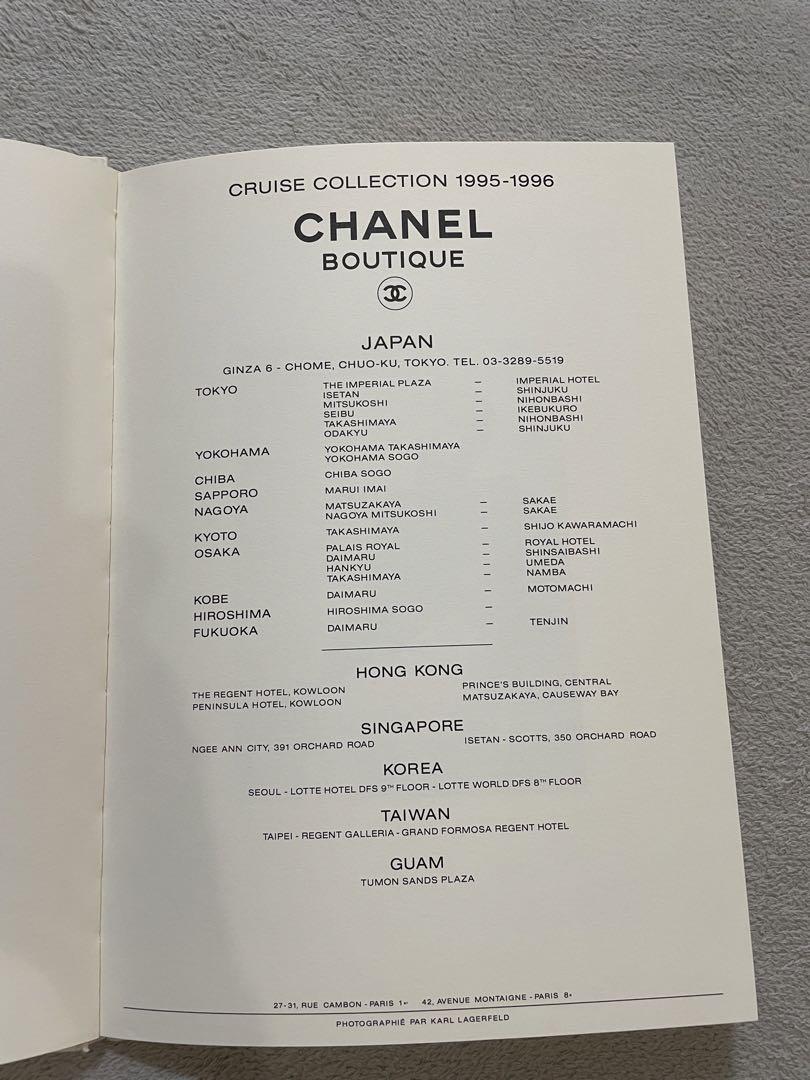 CRUISE COLLECTION 1995-1996
CHANEL
BOUTIQUE
JAPAN
GINZA 6 - CHOME, CHUO-KU, TOKYO. TEL. 03-3289-5519
TOKYO THE IMPERIAL PLAZA – IMPERIAL HOTEL
ISETAN – SHINJUKU
MITSUKOSHI – NIHONBASHI
SEIBU – IKEBUKURO
TAKASHIMAYA – NIHONBASHI
ODAKYU – SHINJUKU
YOKOHAMA YOKOHAMA TAKASHIMAYA
YOKOHAMA SOGO
CHIBA CHIBA SOGO
SAPPORO MARUI IMAI
NAGOYA MATSUZAKAYA – SAKAE
NAGOYA MITSUKOSHI – SAKAE
KYOTO TAKASHIMAYA – SHIJO KAWARAMACHI
OSAKA PALAIS ROYAL – ROYAL HOTEL
DAIMARU – SHINSAIBASHI
HANKYU – UMEDA
TAKASHIMAYA – NAMBA
KOBE DAIMARU – MOTOMACHI
HIROSHIMA HIROSHIMA SOGO –
FUKUOKA DAIMARU – TENJIN
HONG KONG
THE REGENT HOTEL, KOWLOON PRINCE'S BUILDING, CENTRAL
PENINSULA HOTEL, KOWLOON MATSUZAKAYA, CAUSEWAY BAY
SINGAPORE
NGEE ANN CITY, 391 ORCHARD ROAD ISETAN - SCOTTS, 350 ORCHARD ROAD
KOREA
SEOUL - LOTTE HOTEL DFS 9TH FLOOR - LOTTE WORLD DFS 8TH FLOOR
TAIWAN
TAIPEI - REGENT GALLERIA - GRAND FORMOSA REGENT HOTEL
GUAM
TUMON SANDS PLAZA
27-31, RUE CAMBON - PARIS 1er 42, AVENUE MONTAIGNE - PARIS 8e
PHOTOGRAPHIÉ PAR KARL LAGERFELD